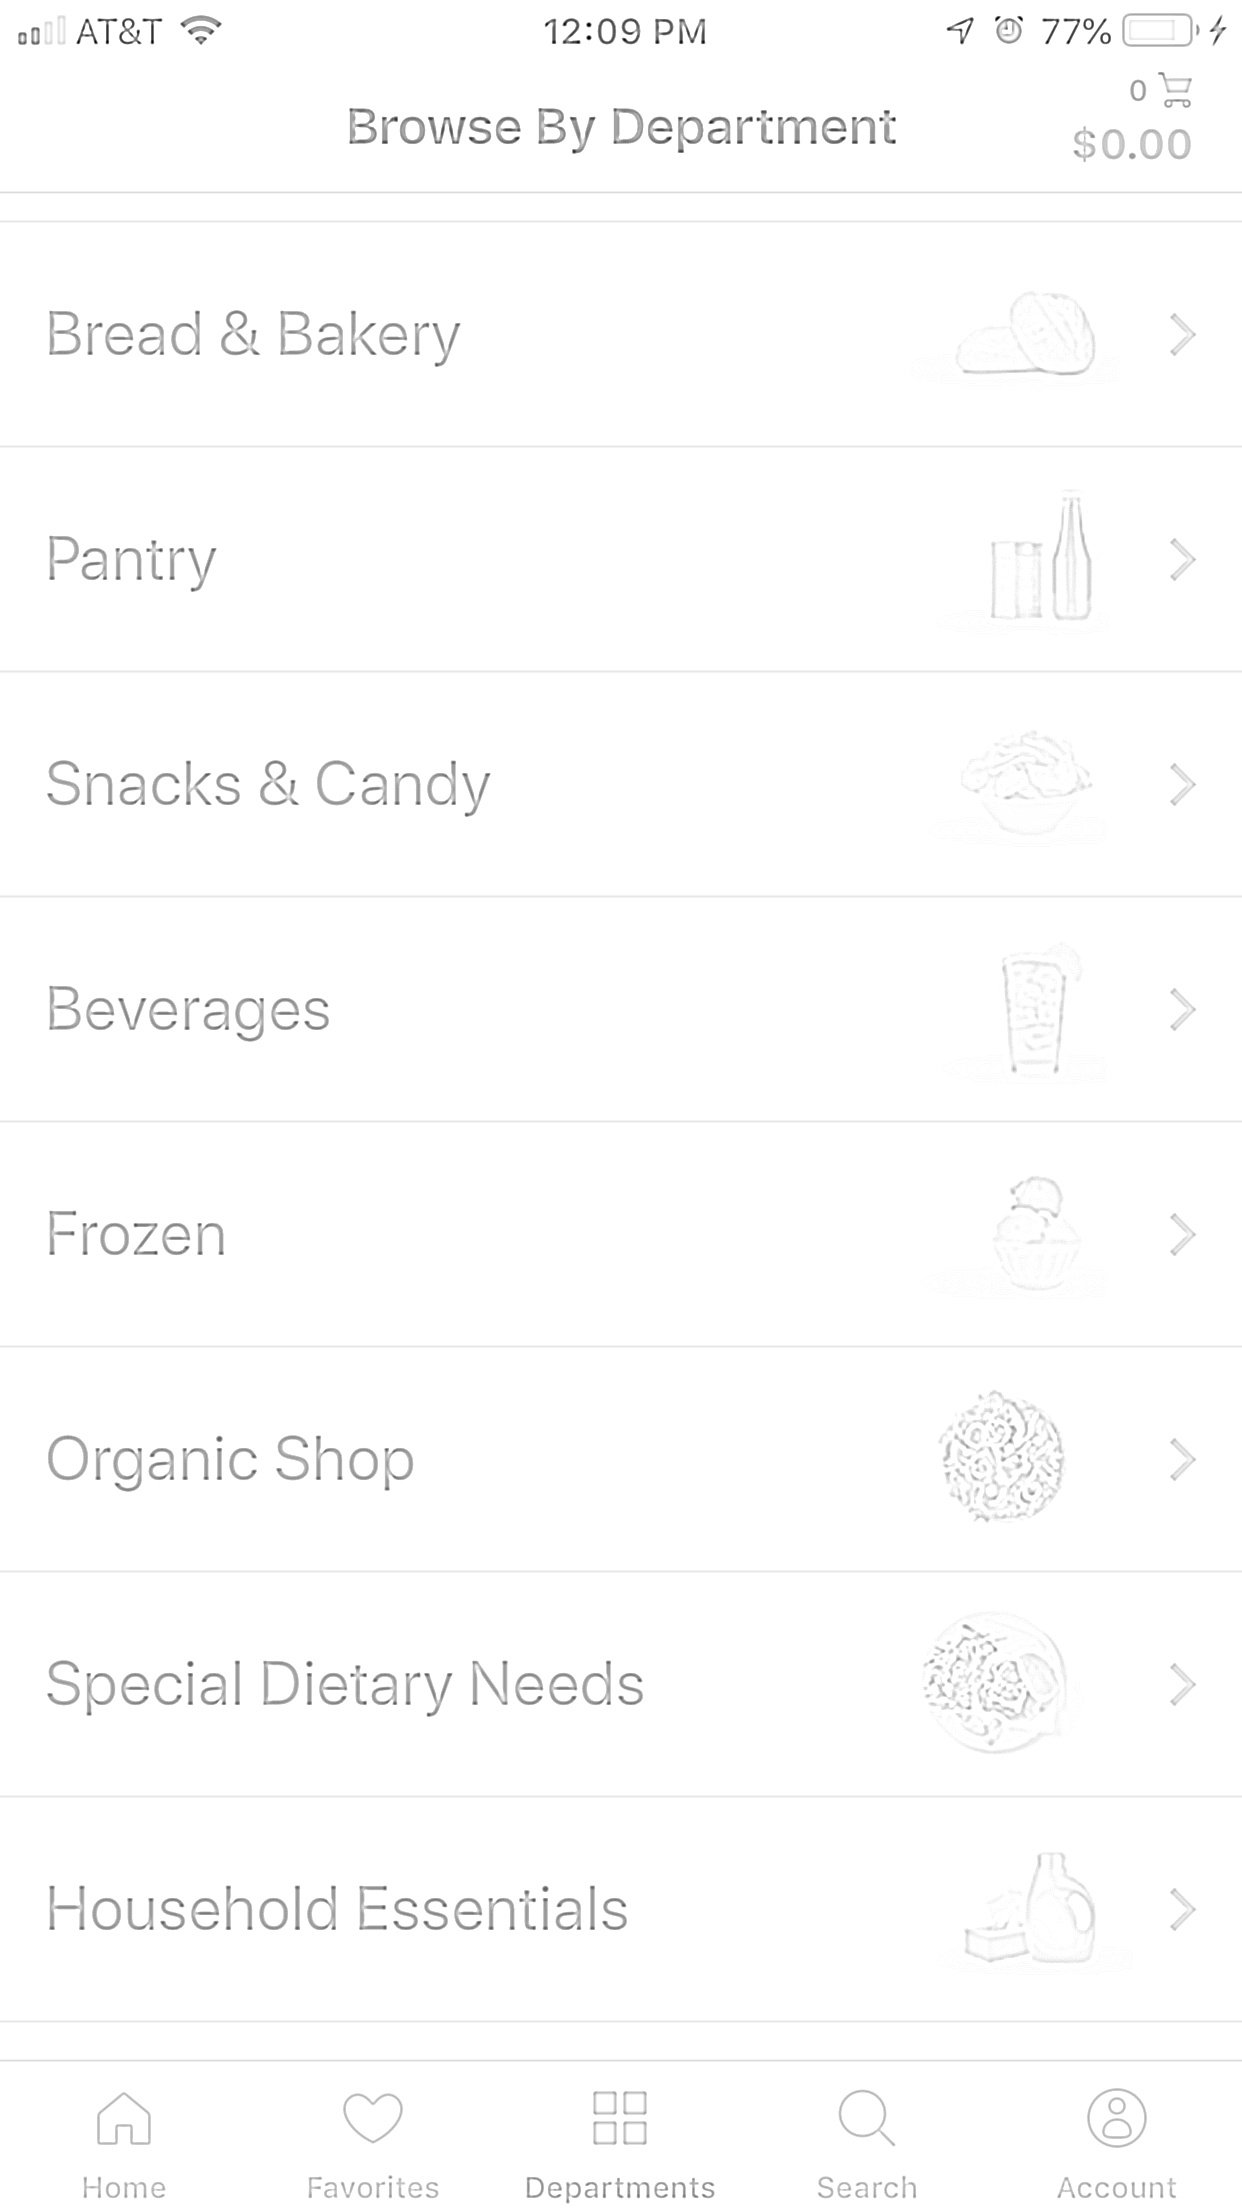 AT&T 12:09 PM 77%
0
Browse By Department
$0.00
Bread & Bakery
Pantry
Snacks & Candy
Beverages
Frozen
Organic Shop
Special Dietary Needs
Household Essentials
Home Favorites Departments Search Account